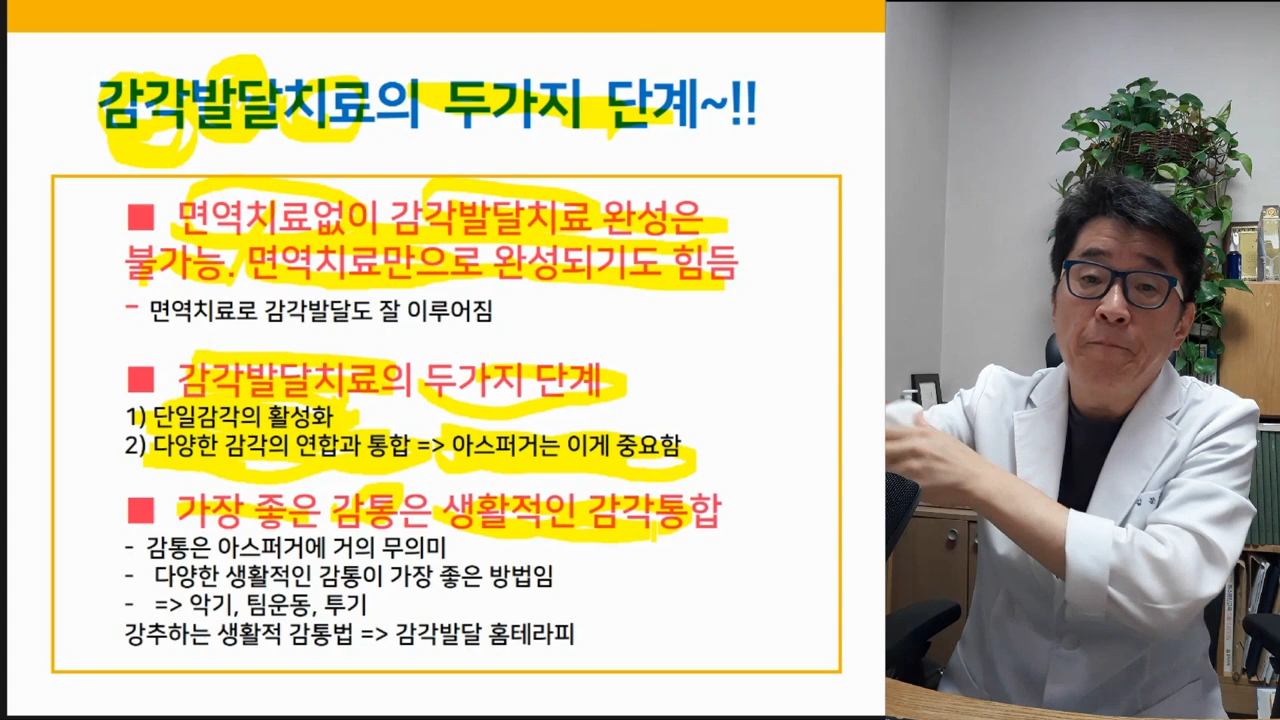 감각발달치료의 두가지 단계~!!
■ 면역치료없이 감각발달치료 완성은
불가능. 면역치료만으로 완성되기도 힘듬
- 면역치료로 감각발달도 잘 이루어짐
■ 감각발달치료의 두가지 단계
1) 단일감각의 활성화
2) 다양한 감각의 연합과 통합 => 아스퍼거는 이게 중요함
■ 가장 좋은 감통은 생활적인 감각통합
- 감통은 아스퍼거에 거의 무의미
- 다양한 생활적인 감통이 가장 좋은 방법임
- => 악기, 팀운동, 투기
강추하는 생활적 감통법 => 감각발달 홈테라피